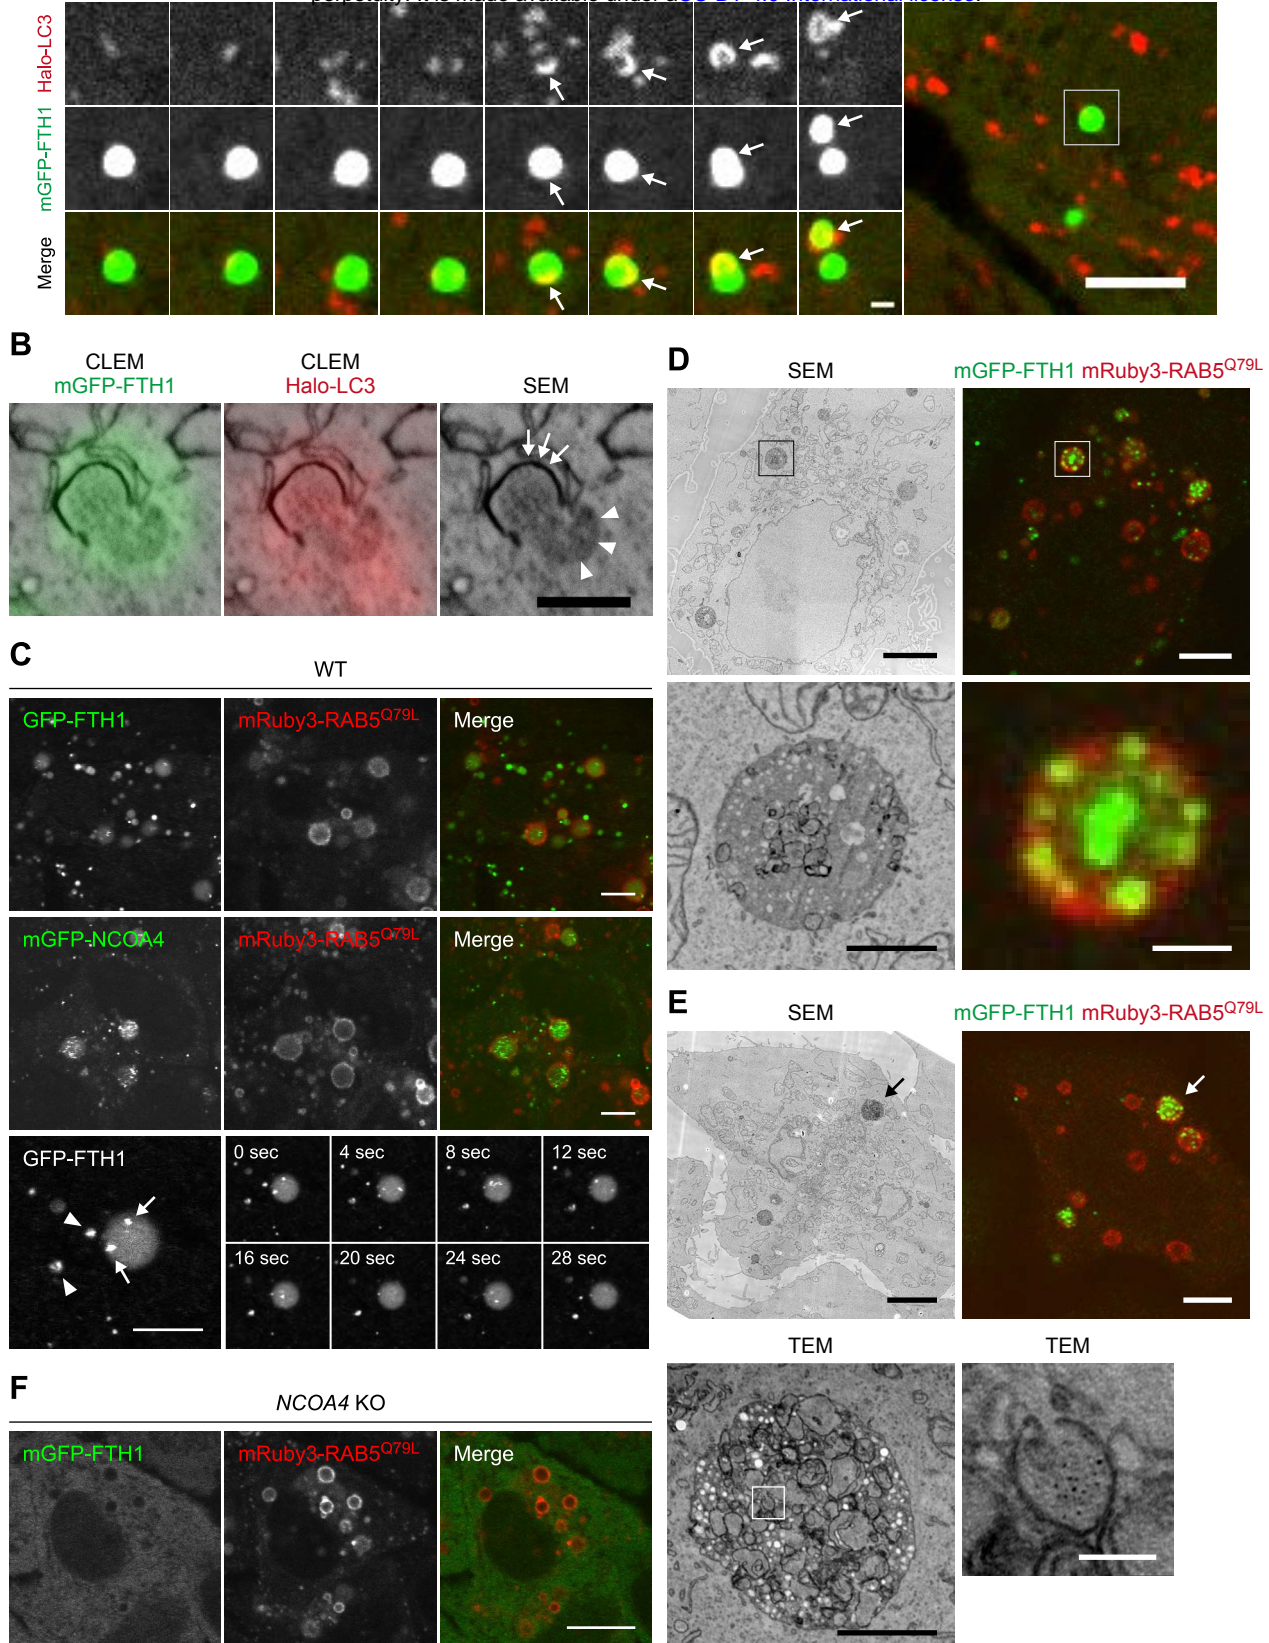 Halo-LC3
mGFP-FTH1
Merge
B
CLEM
mGFP-FTH1
CLEM
Halo-LC3
SEM
C
WT
GFP-FTH1
mRuby3-RAB5Q79L
Merge
mGFP-NCOA4
mRuby3-RAB5Q79L
Merge
GFP-FTH1
0 sec
4 sec
8 sec
12 sec
16 sec
20 sec
24 sec
28 sec
F
NCOA4 KO
mGFP-FTH1
mRuby3-RAB5Q79L
Merge
D
SEM
mGFP-FTH1 mRuby3-RAB5Q79L
E
SEM
mGFP-FTH1 mRuby3-RAB5Q79L
TEM
TEM